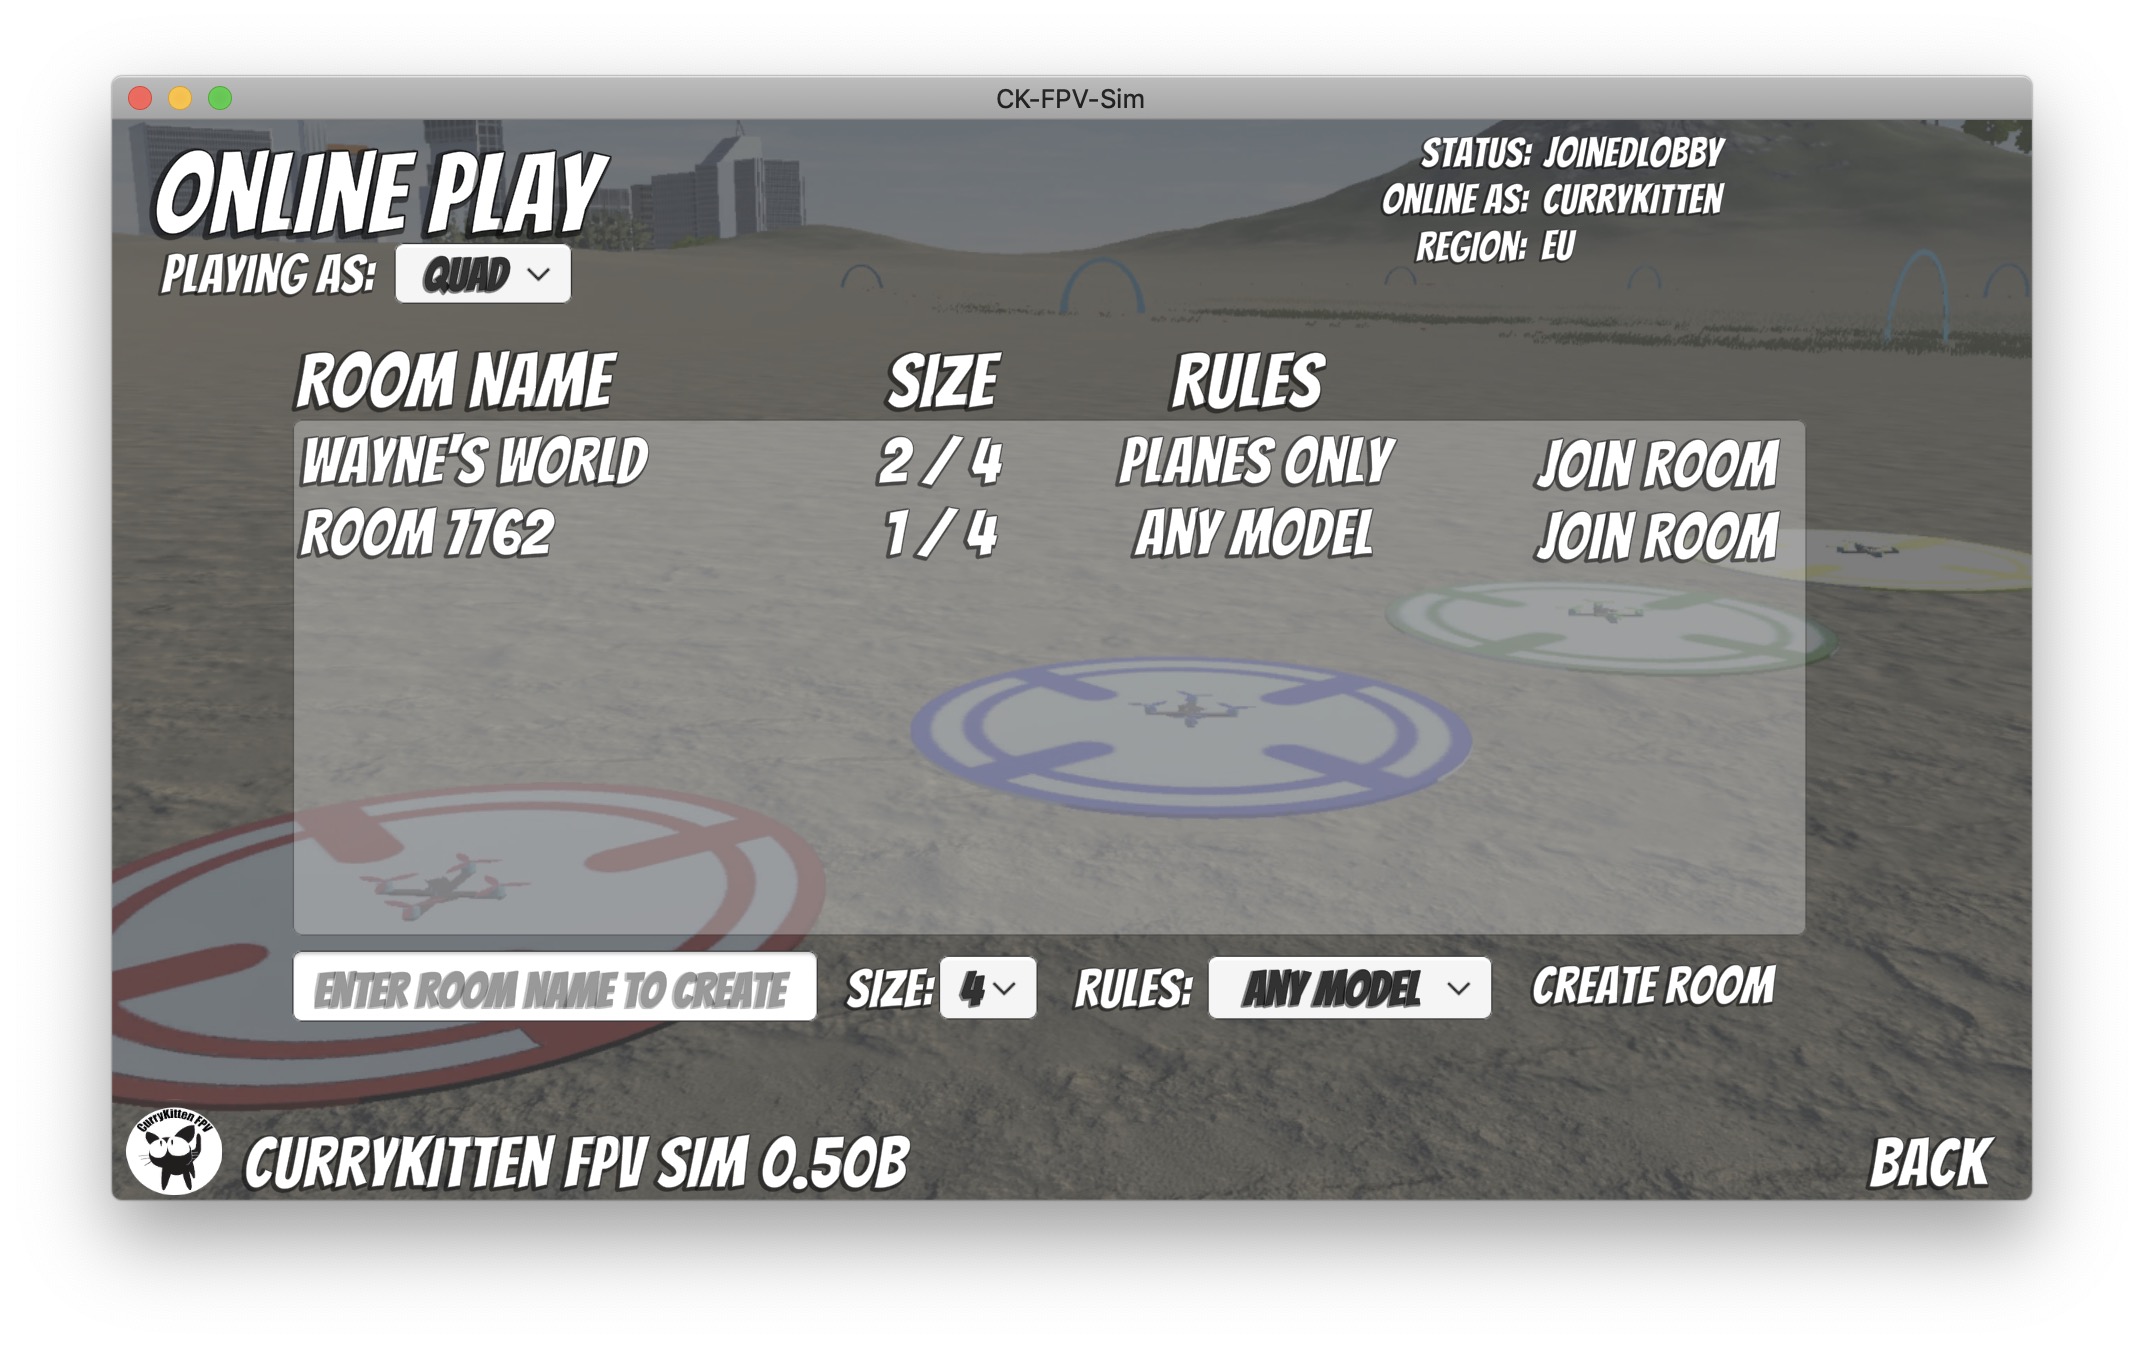 CK-FPV-Sim
ONLINE PLAY
PLAYING AS: QUAD
STATUS: JOINEDLOBBY
ONLINE AS: CURRYKITTEN
REGION: EU
ROOM NAME SIZE RULES
WAYNE'S WORLD 2 / 4 PLANES ONLY JOIN ROOM
ROOM 7762 1 / 4 ANY MODEL JOIN ROOM
ENTER ROOM NAME TO CREATE SIZE: 4 RULES: ANY MODEL CREATE ROOM
CurryKitten FPV
CURRYKITTEN FPV SIM 0.50B
BACK